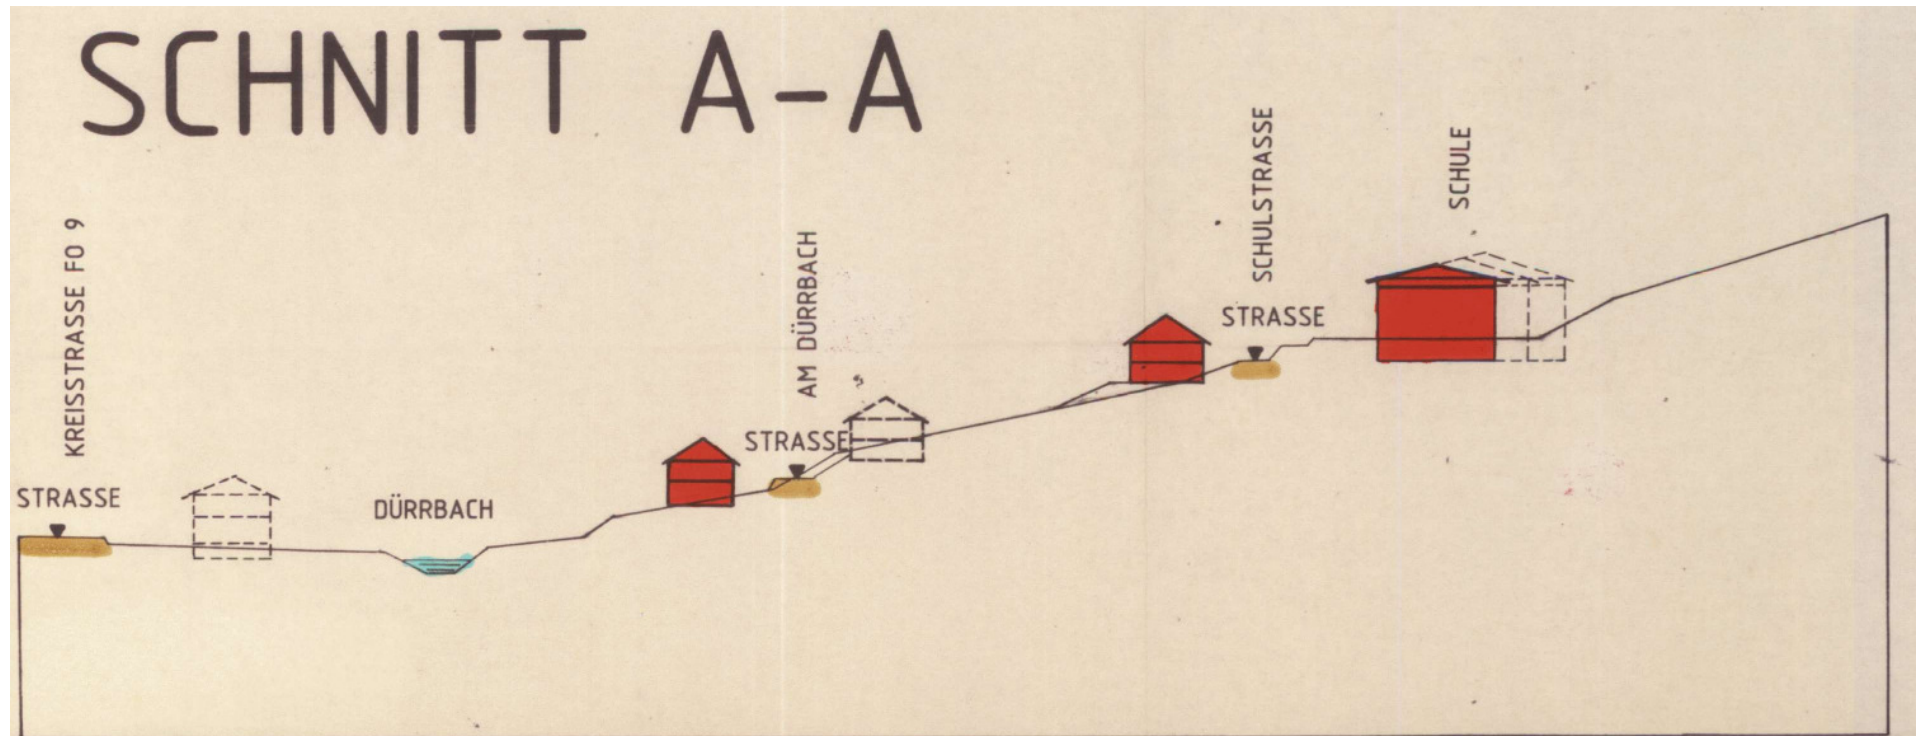 SCHNITT A-A
KREISSTRASSE FO 9
STRASSE
DÜRRBACH
AM DÜRRBACH
STRASSE
SCHULSTRASSE
STRASSE
SCHULE